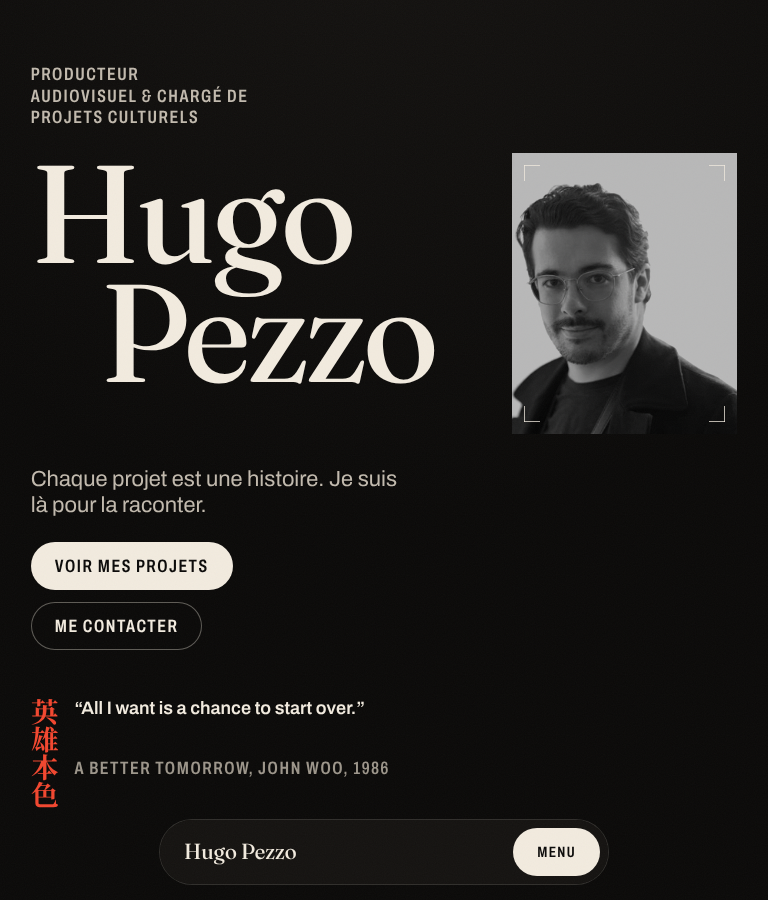 PRODUCTEUR
AUDIOVISUEL & CHARGÉ DE
PROJETS CULTURELS
Hugo
Pezzo
Chaque projet est une histoire. Je suis
là pour la raconter.
VOIR MES PROJETS
ME CONTACTER
英雄本色
“All I want is a chance to start over.”
A BETTER TOMORROW, JOHN WOO, 1986
Hugo Pezzo
MENU